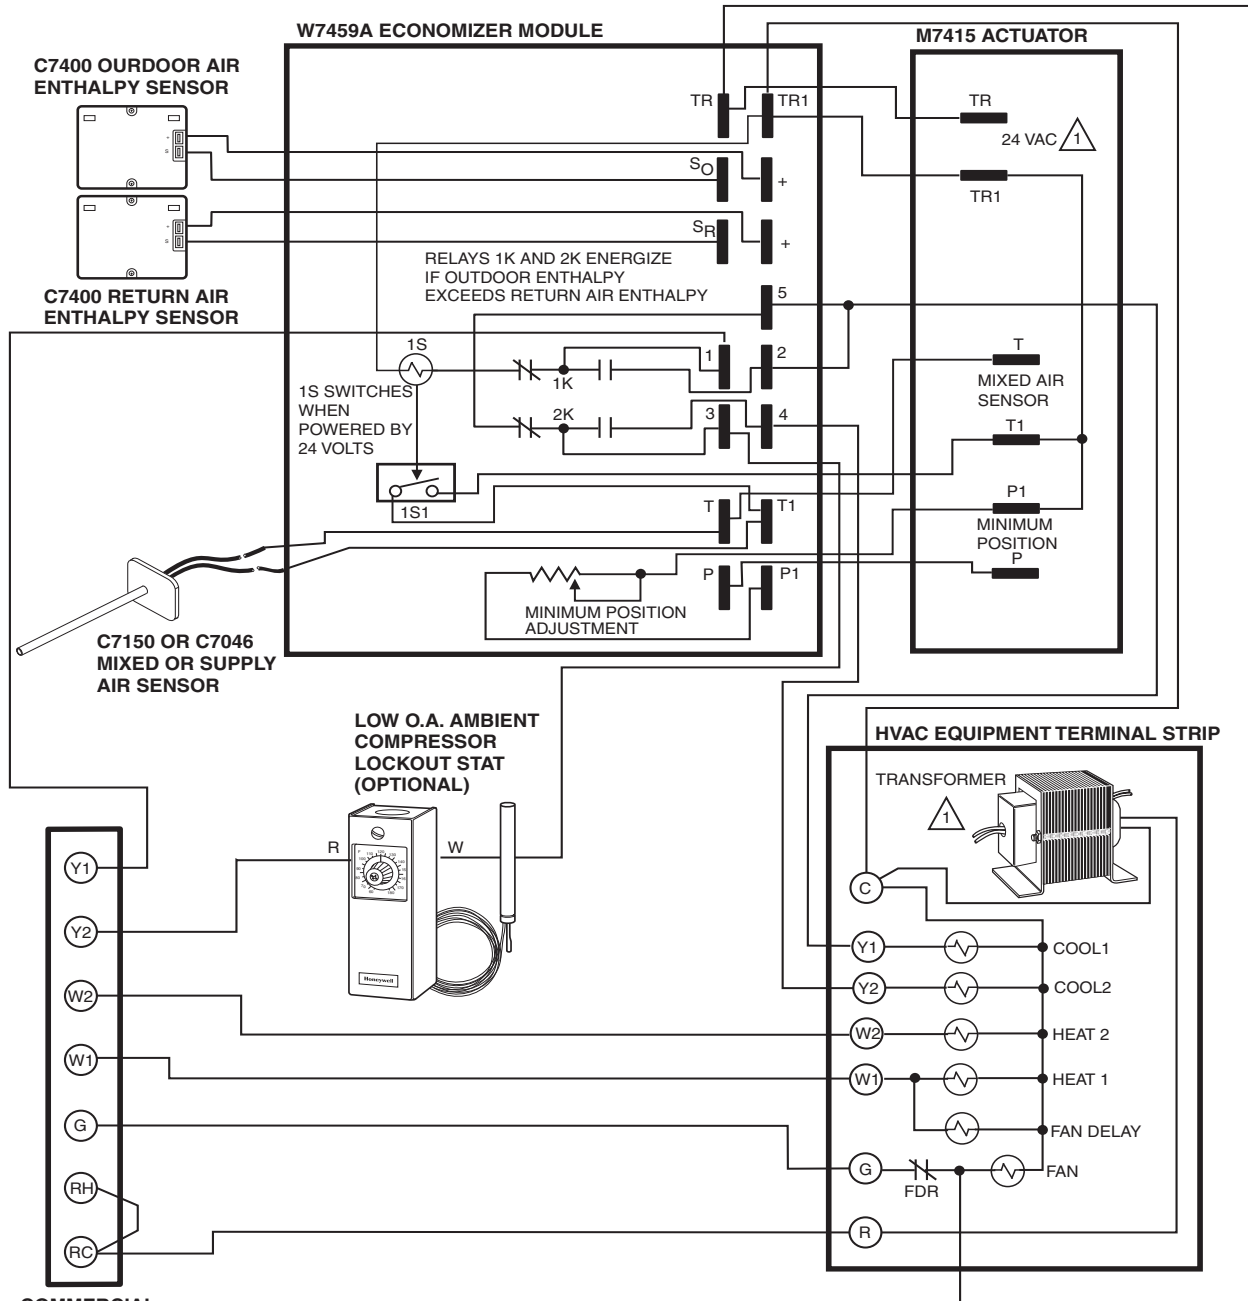 W7459A ECONOMIZER MODULE
M7415 ACTUATOR
C7400 OURDOOR AIR
ENTHALPY SENSOR
TR
TR1
TR
24 VAC
1
TR1
+
S
SO
+
+
S
SR
+
RELAYS 1K AND 2K ENERGIZE
IF OUTDOOR ENTHALPY
EXCEEDS RETURN AIR ENTHALPY
C7400 RETURN AIR
ENTHALPY SENSOR
5
1S
1
2
1K
T
MIXED AIR
SENSOR
1S SWITCHES
WHEN
POWERED BY
24 VOLTS
2K
3
4
T1
1S1
T
T1
P1
MINIMUM
POSITION
P
P
P1
MINIMUM POSITION
ADJUSTMENT
C7150 OR C7046
MIXED OR SUPPLY
AIR SENSOR
LOW O.A. AMBIENT
COMPRESSOR
LOCKOUT STAT
(OPTIONAL)
HVAC EQUIPMENT TERMINAL STRIP
TRANSFORMER
1
R
W
Honeywell
Y1
Y2
W2
W1
G
RH
RC
C
Y1
COOL1
Y2
COOL2
W2
HEAT 2
W1
HEAT 1
FAN DELAY
G
FDR
FAN
R